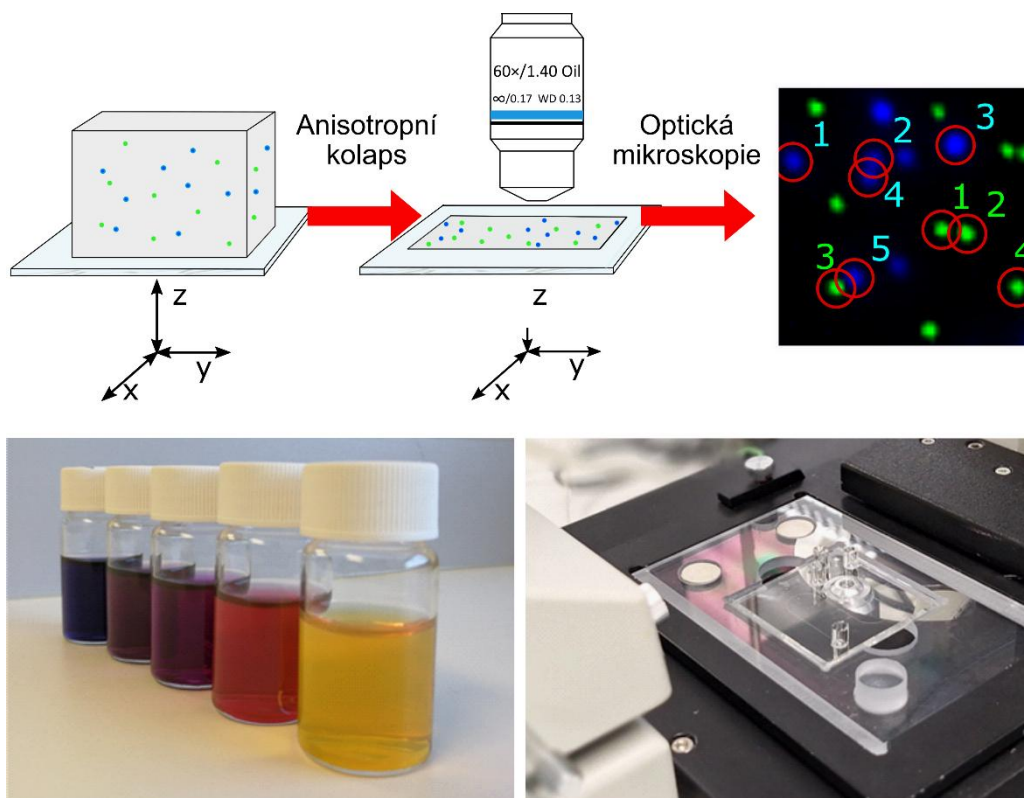 60×/1.40 Oil
∞/0.17 WD 0.13
Anisotropní
kolaps
Optická
mikroskopie
1
2
3
4
1
2
3
5
4
z
y
x
z
y
x